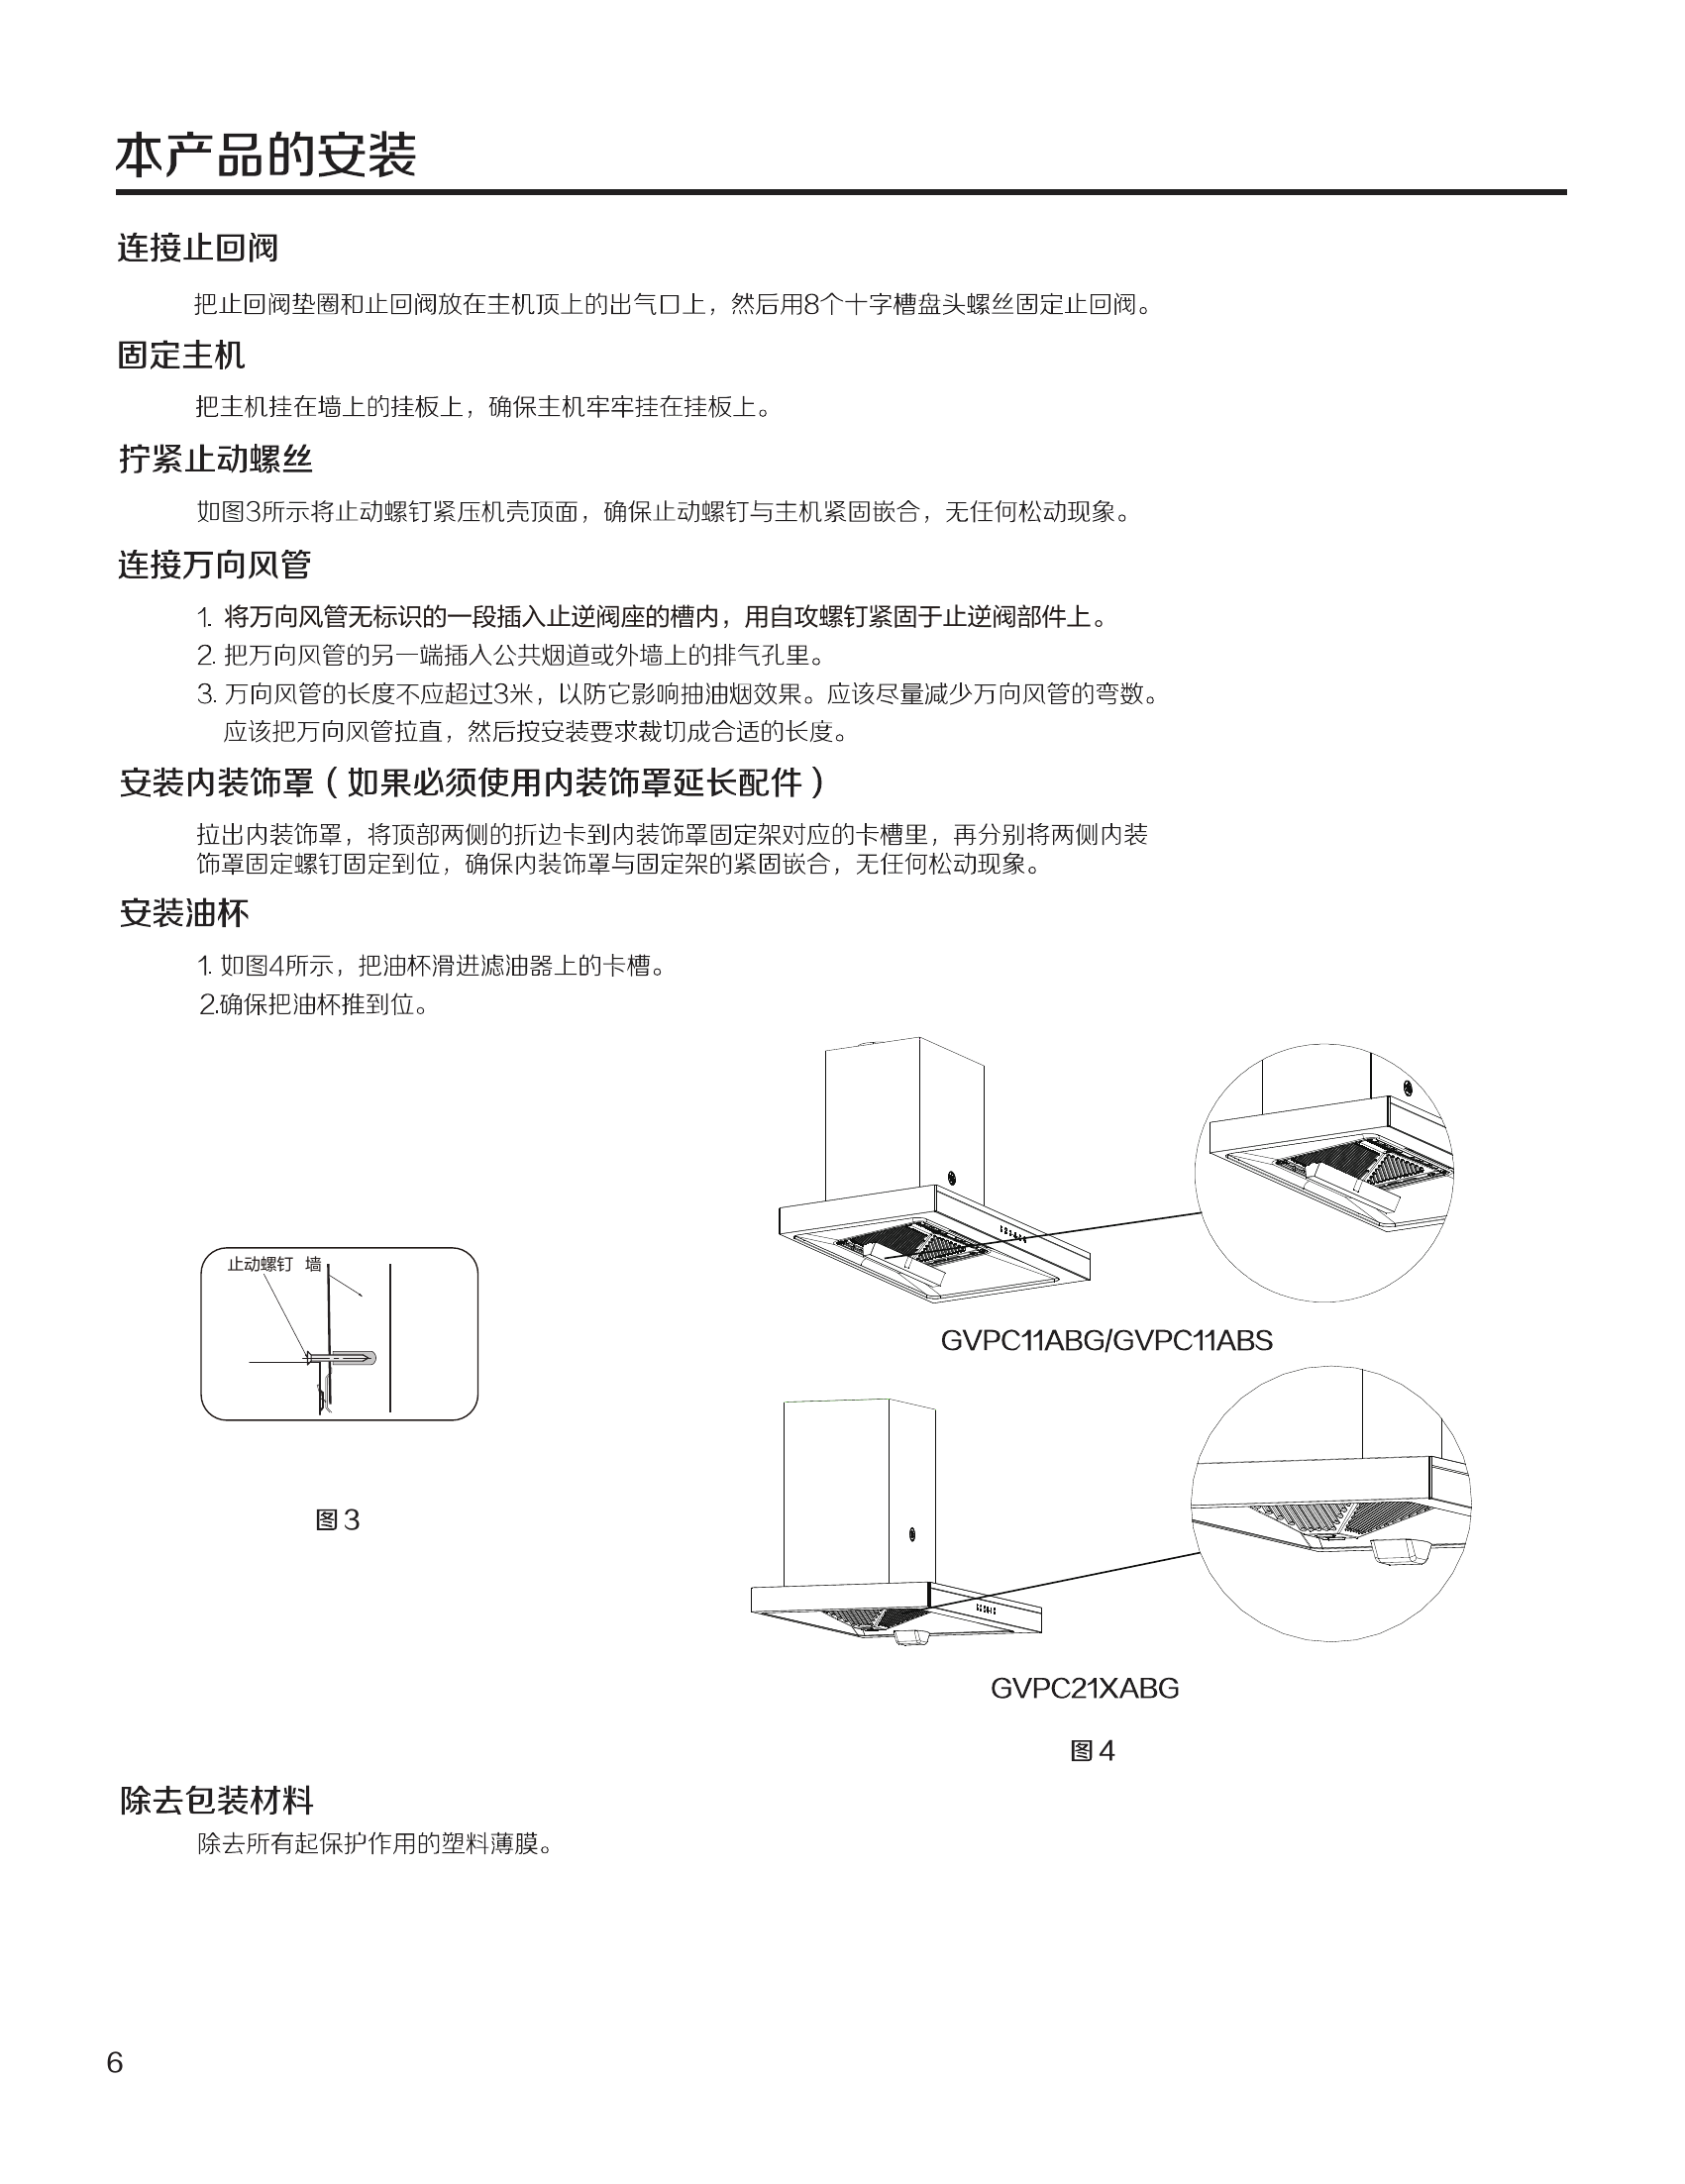 本产品的安装
连接止回阀
把止回阀垫圈和止回阀放在主机顶上的出气口上，然后用8个十字槽盘头螺丝固定止回阀。
固定主机
把主机挂在墙上的挂板上，确保主机牢牢挂在挂板上。
拧紧止动螺丝
如图3所示将止动螺钉紧压机壳顶面，确保止动螺钉与主机紧固嵌合，无任何松动现象。
连接万向风管
1. 将万向风管无标识的一段插入止逆阀座的槽内，用自攻螺钉紧固于止逆阀部件上。
2. 把万向风管的另一端插入公共烟道或外墙上的排气孔里。
3. 万向风管的长度不应超过3米，以防它影响抽油烟效果。应该尽量减少万向风管的弯数。
应该把万向风管拉直，然后按安装要求裁切成合适的长度。
安装内装饰罩（如果必须使用内装饰罩延长配件）
拉出内装饰罩，将顶部两侧的折边卡到内装饰罩固定架对应的卡槽里，再分别将两侧内装
饰罩固定螺钉固定到位，确保内装饰罩与固定架的紧固嵌合，无任何松动现象。
安装油杯
1. 如图4所示，把油杯滑进滤油器上的卡槽。
2.确保把油杯推到位。
止动螺钉 墙
图 3
GVPC11ABG/GVPC11ABS
GVPC21XABG
图 4
除去包装材料
除去所有起保护作用的塑料薄膜。
6